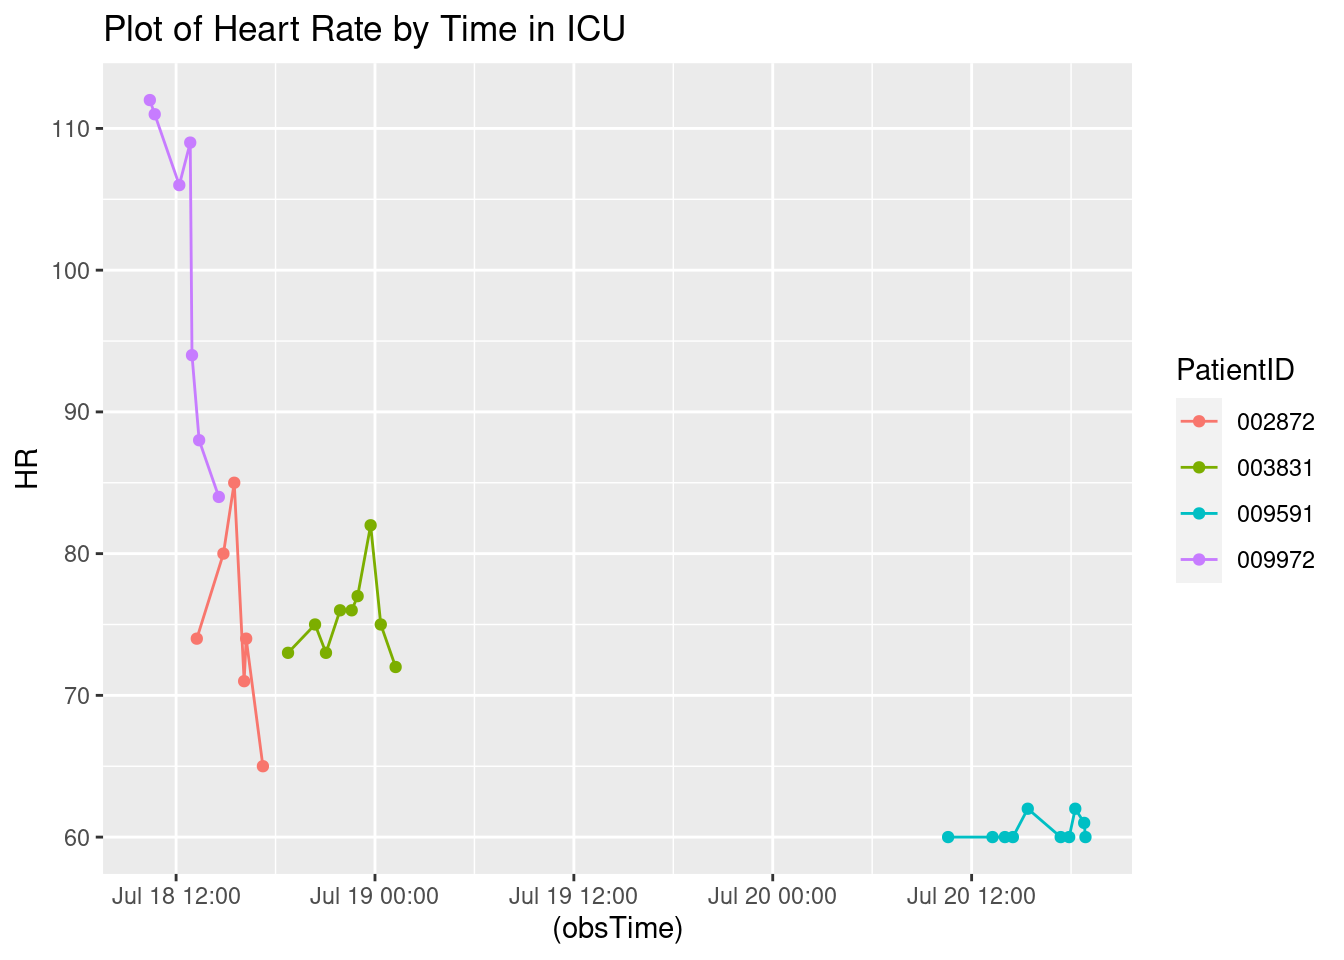 Plot of Heart Rate by Time in ICU
110
100
90
80
70
60
HR
Jul 18 12:00
Jul 19 00:00
Jul 19 12:00
Jul 20 00:00
Jul 20 12:00
(obsTime)
PatientID
002872
003831
009591
009972